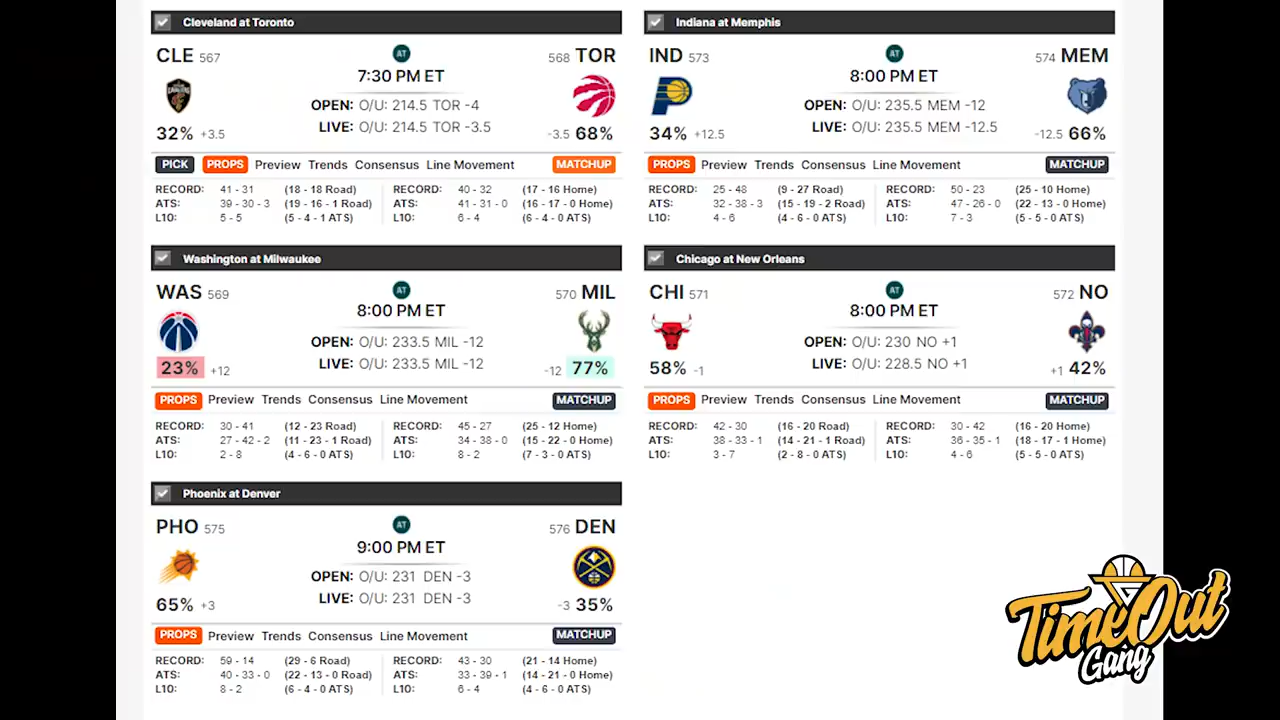 Cleveland at Toronto
CLE 567
AT
568 TOR
7:30 PM ET
OPEN: O/U: 214.5 TOR -4
LIVE: O/U: 214.5 TOR -3.5
32% +3.5
-3.5 68%
PICK PROPS Preview Trends Consensus Line Movement MATCHUP
RECORD: 41 - 31 (18 - 18 Road) RECORD: 40 - 32 (17 - 16 Home)
ATS: 39 - 30 - 3 (19 - 16 - 1 Road) ATS: 41 - 31 - 0 (16 - 17 - 0 Home)
L10: 5 - 5 (5 - 4 - 1 ATS) L10: 6 - 4 (6 - 4 - 0 ATS)
Indiana at Memphis
IND 573
AT
574 MEM
8:00 PM ET
OPEN: O/U: 235.5 MEM -12
LIVE: O/U: 235.5 MEM -12.5
34% +12.5
-12.5 66%
PROPS Preview Trends Consensus Line Movement MATCHUP
RECORD: 25 - 48 (9 - 27 Road) RECORD: 50 - 23 (25 - 10 Home)
ATS: 32 - 38 - 3 (15 - 19 - 2 Road) ATS: 47 - 26 - 0 (22 - 13 - 0 Home)
L10: 4 - 6 (4 - 6 - 0 ATS) L10: 7 - 3 (5 - 5 - 0 ATS)
Washington at Milwaukee
WAS 569
AT
570 MIL
8:00 PM ET
OPEN: O/U: 233.5 MIL -12
LIVE: O/U: 233.5 MIL -12
23% +12
-12 77%
PROPS Preview Trends Consensus Line Movement MATCHUP
RECORD: 30 - 41 (12 - 23 Road) RECORD: 45 - 27 (25 - 12 Home)
ATS: 27 - 42 - 2 (11 - 23 - 1 Road) ATS: 34 - 38 - 0 (15 - 22 - 0 Home)
L10: 2 - 8 (4 - 6 - 0 ATS) L10: 8 - 2 (7 - 3 - 0 ATS)
Chicago at New Orleans
CHI 571
AT
572 NO
8:00 PM ET
OPEN: O/U: 230 NO +1
LIVE: O/U: 228.5 NO +1
58% -1
+1 42%
PROPS Preview Trends Consensus Line Movement MATCHUP
RECORD: 42 - 30 (16 - 20 Road) RECORD: 30 - 42 (16 - 20 Home)
ATS: 38 - 33 - 1 (14 - 21 - 1 Road) ATS: 36 - 35 - 1 (18 - 17 - 1 Home)
L10: 3 - 7 (2 - 8 - 0 ATS) L10: 4 - 6 (5 - 5 - 0 ATS)
Phoenix at Denver
PHO 575
AT
576 DEN
9:00 PM ET
OPEN: O/U: 231 DEN -3
LIVE: O/U: 231 DEN -3
65% +3
-3 35%
PROPS Preview Trends Consensus Line Movement MATCHUP
RECORD: 59 - 14 (29 - 6 Road) RECORD: 43 - 30 (21 - 14 Home)
ATS: 40 - 33 - 0 (22 - 13 - 0 Road) ATS: 33 - 39 - 1 (14 - 21 - 0 Home)
L10: 8 - 2 (6 - 4 - 0 ATS) L10: 6 - 4 (4 - 6 - 0 ATS)
TimeOut
Gang